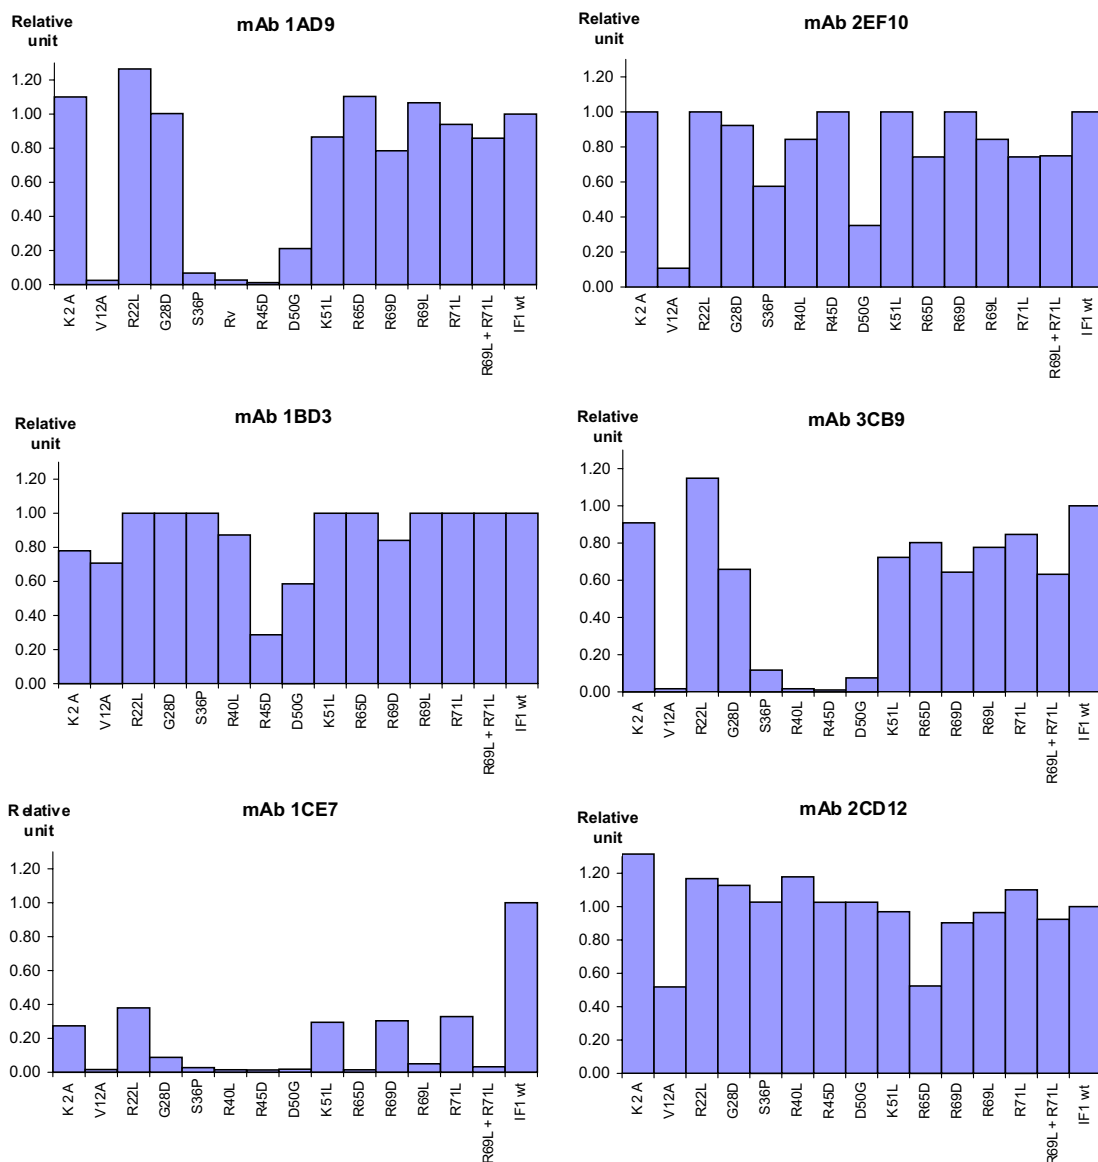 Relative
unit
mAb 1AD9
1.20
1.00
0.80
0.60
0.40
0.20
0.00
K 2 A
V12A
R22L
G28D
S36P
Rv
R45D
D50G
K51L
R65D
R69D
R69L
R71L
R69L + R71L
IF1 wt
Relative
unit
mAb 2EF10
1.20
1.00
0.80
0.60
0.40
0.20
0.00
K 2 A
V12A
R22L
G28D
S36P
R40L
R45D
D50G
K51L
R65D
R69D
R69L
R71L
R69L + R71L
IF1 wt
Relative
unit
mAb 1BD3
1.20
1.00
0.80
0.60
0.40
0.20
0.00
K 2 A
V12A
R22L
G28D
S36P
R40L
R45D
D50G
K51L
R65D
R69D
R69L
R71L
R69L + R71L
IF1 wt
Relative
unit
mAb 3CB9
1.20
1.00
0.80
0.60
0.40
0.20
0.00
K 2 A
V12A
R22L
G28D
S36P
R40L
R45D
D50G
K51L
R65D
R69D
R69L
R71L
R69L + R71L
IF1 wt
Relative
unit
mAb 1CE7
1.20
1.00
0.80
0.60
0.40
0.20
0.00
K 2 A
V12A
R22L
G28D
S36P
R40L
R45D
D50G
K51L
R65D
R69D
R69L
R71L
R69L + R71L
IF1 wt
Relative
unit
mAb 2CD12
1.20
1.00
0.80
0.60
0.40
0.20
0.00
K 2 A
V12A
R22L
G28D
S36P
R40L
R45D
D50G
K51L
R65D
R69D
R69L
R71L
R69L + R71L
IF1 wt